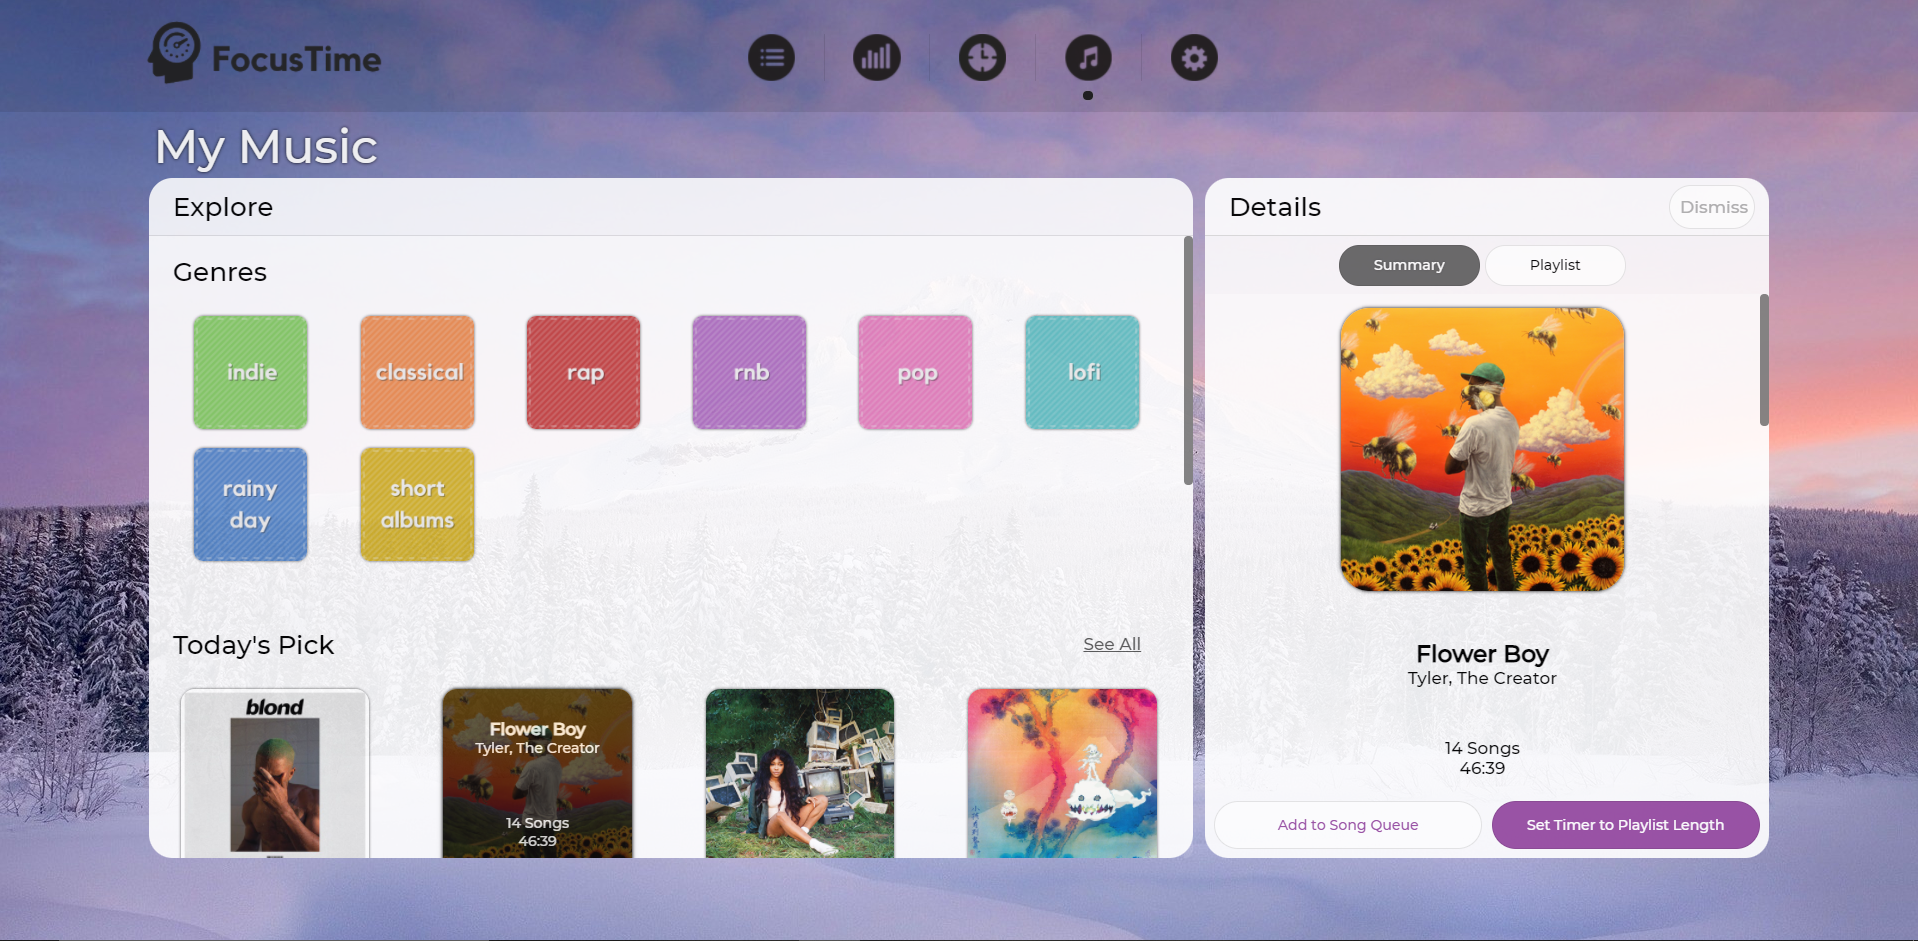 FocusTime
My Music
Explore
Genres
indie
classical
rap
rnb
pop
lofi
rainy
day
short
albums
Today's Pick
See All
blond
Flower Boy
Tyler, The Creator
14 Songs
46:39
Details
Dismiss
Summary
Playlist
Flower Boy
Tyler, The Creator
14 Songs
46:39
Add to Song Queue
Set Timer to Playlist Length